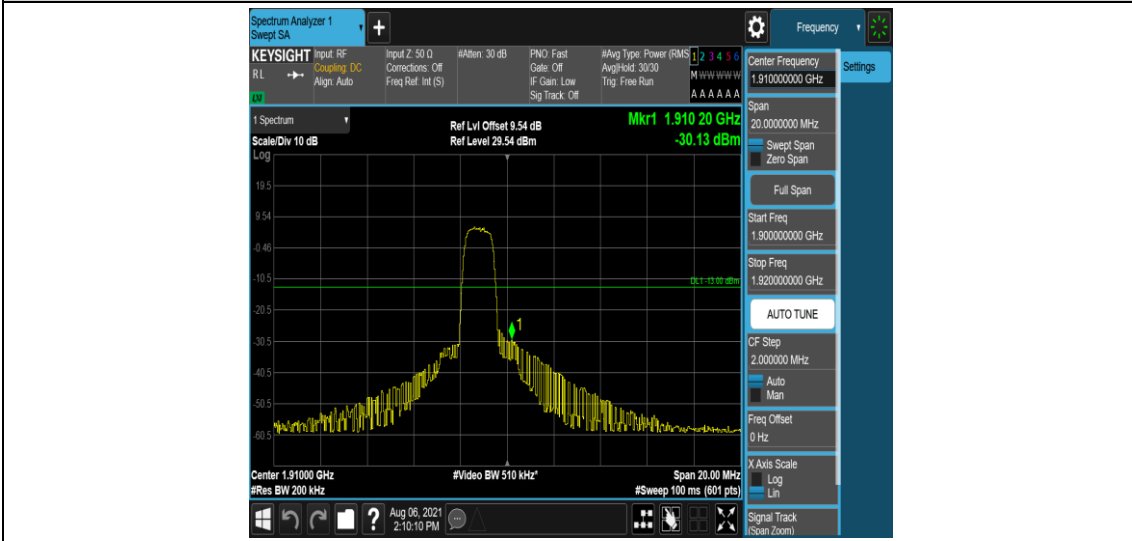 Spectrum Analyzer 1
Swept SA
+
Frequency
KEYSIGHT
RL
LXI
Input: RF
Coupling: DC
Align: Auto
Input Z: 50 Ω
Corrections: Off
Freq Ref: Int (S)
#Atten: 30 dB
PNO: Fast
Gate: Off
IF Gain: Low
Sig Track: Off
#Avg Type: Power (RMS
Avg|Hold: 30/30
Trig: Free Run
1 2 3 4 5 6
M W W W W W
A A A A A A
1 Spectrum
Scale/Div 10 dB
Log
Ref Lvl Offset 9.54 dB
Ref Level 29.54 dBm
Mkr1 1.910 20 GHz
-30.13 dBm
19.5
9.54
-0.46
-10.5
-20.5
-30.5
-40.5
-50.5
-60.5
DL1 -13.00 dBm
1
Center 1.91000 GHz
#Video BW 510 kHz*
Span 20.00 MHz
#Res BW 200 kHz
#Sweep 100 ms (601 pts)
?
Aug 06, 2021
2:10:10 PM
Center Frequency
1.910000000 GHz
Settings
Span
20.0000000 MHz
Swept Span
Zero Span
Full Span
Start Freq
1.900000000 GHz
Stop Freq
1.920000000 GHz
AUTO TUNE
CF Step
2.000000 MHz
Auto
Man
Freq Offset
0 Hz
X Axis Scale
Log
Lin
Signal Track
(Span Zoom)